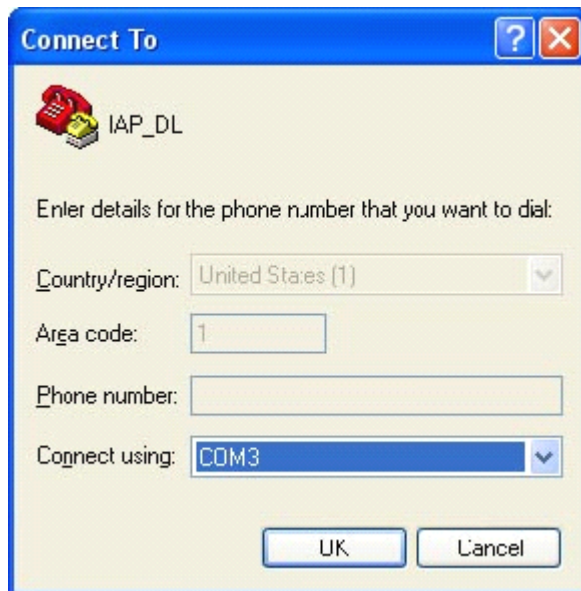 Connect To
IAP_DL
Enter details for the phone number that you want to dial:
Country/region: United States (1)
Area code: 1
Phone number:
Connect using: COM3
OK Cancel